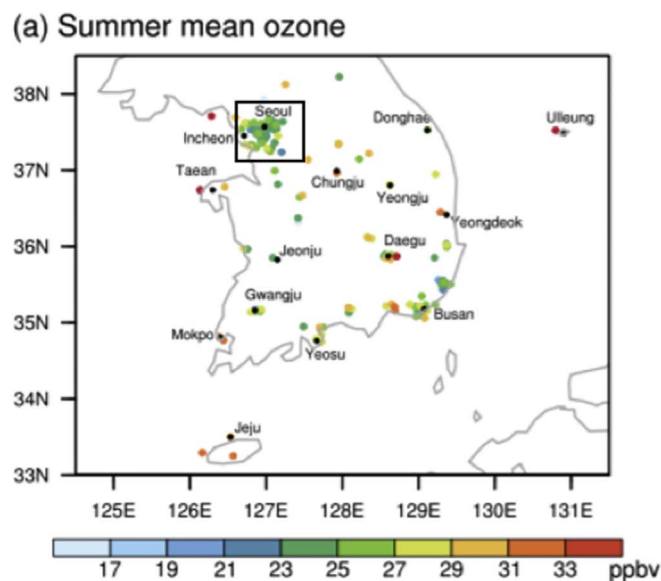 (a) Summer mean ozone
38N
37N
36N
35N
34N
33N
Seoul
Incheon
Donghae
Ulleung
Taean
Chungju
Yeongju
Yeongdeok
Jeonju
Daegu
Gwangju
Busan
Mokpo
Yeosu
Jeju
125E 126E 127E 128E 129E 130E 131E
17 19 21 23 25 27 29 31 33 ppbv